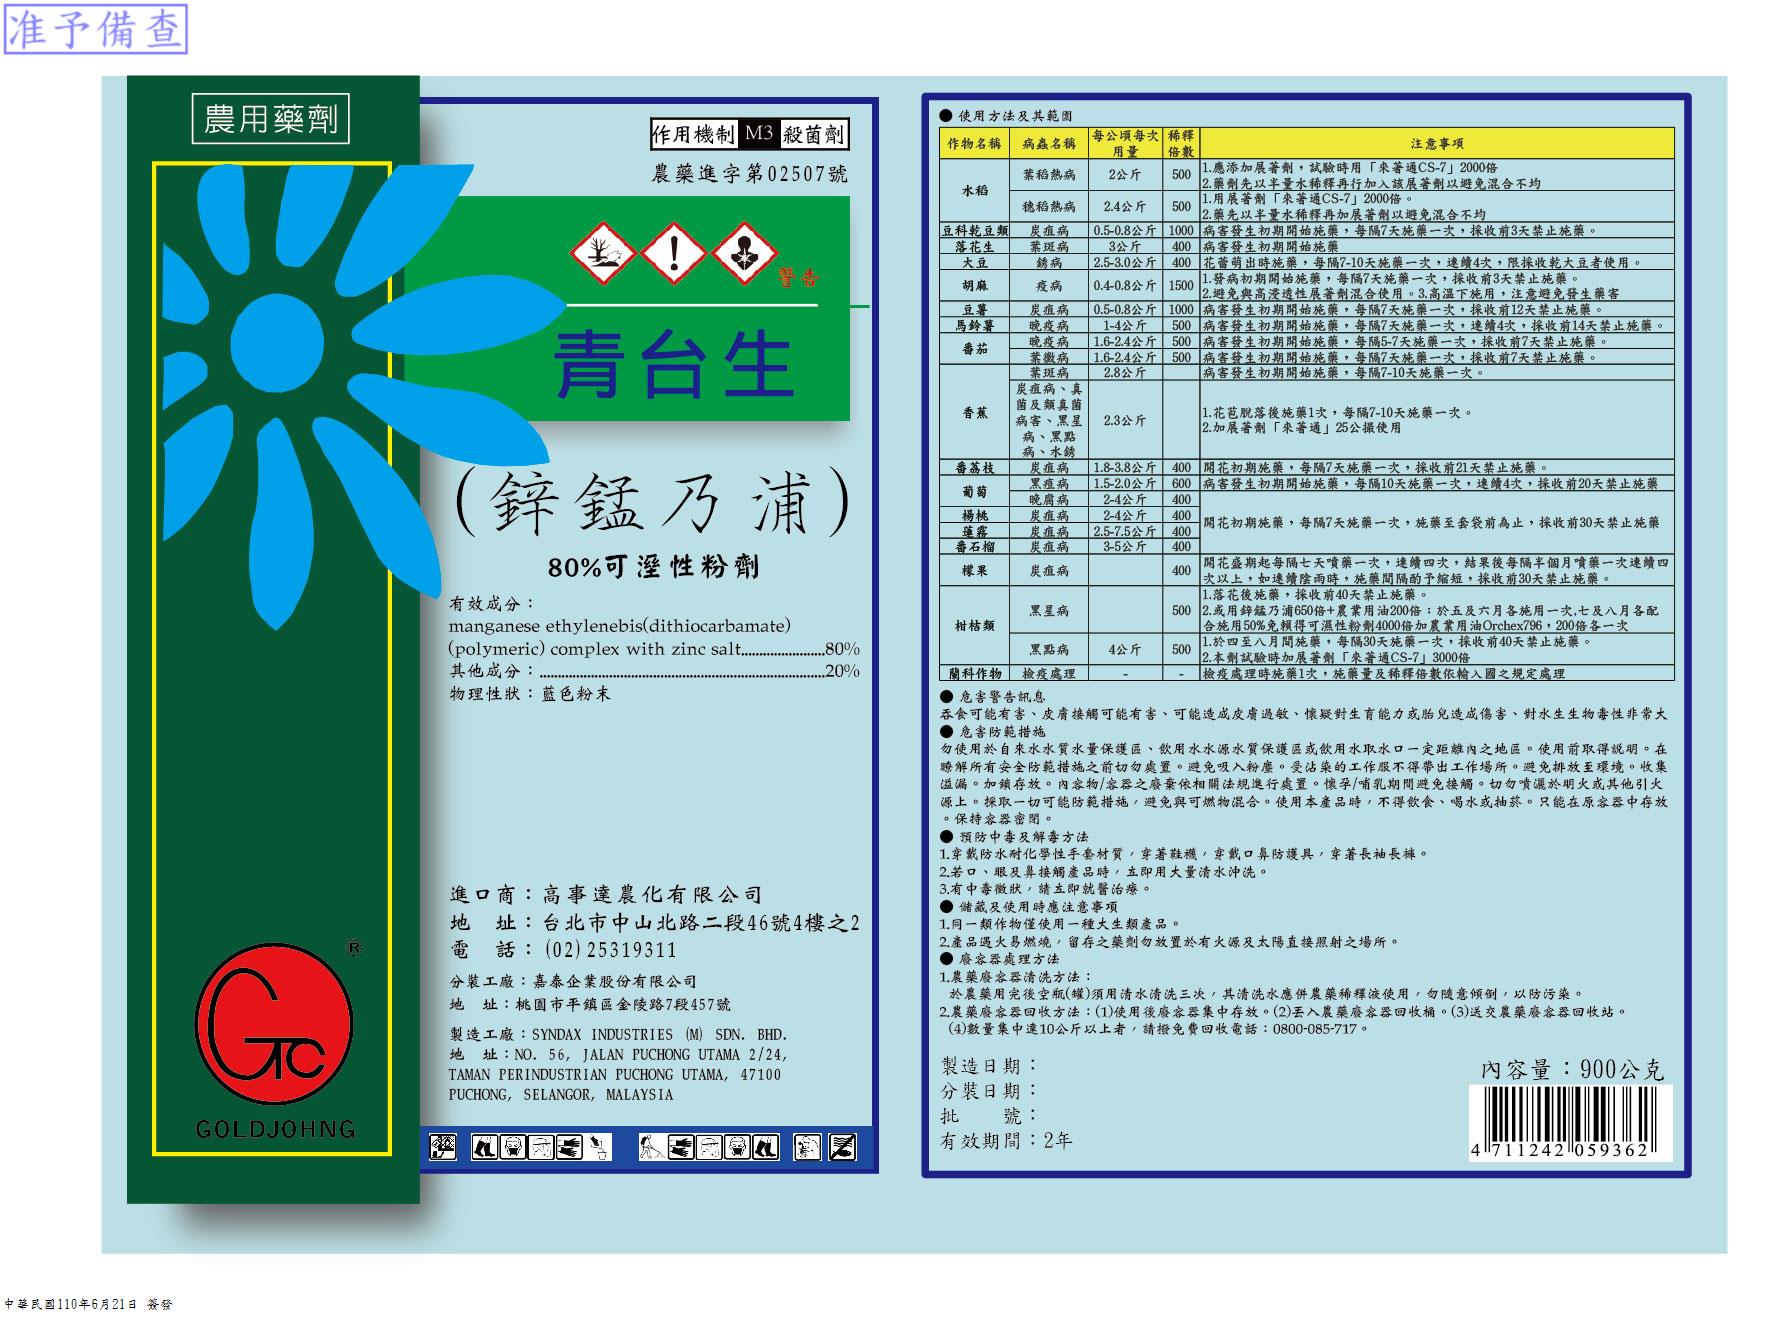 准予備查
農用藥劑
作用機制 M3 殺菌劑
農藥進字第02507號
警告
青台生
(鋅錳乃浦)
80%可溼性粉劑
有效成分：
manganese ethylenebis(dithiocarbamate)
(polymeric) complex with zinc salt......................80%
其他成分：..............................................................................20%
物理性狀：藍色粉末
進口商：高事達農化有限公司
地　址：台北市中山北路二段46號4樓之2
電　話：(02)25319311
分裝工廠：嘉泰企業股份有限公司
地　址：桃園市平鎮區金陵路7段457號
製造工廠：SYNDAX INDUSTRIES (M) SDN. BHD.
地　址：NO. 56, JALAN PUCHONG UTAMA 2/24,
TAMAN PERINDUSTRIAN PUCHONG UTAMA, 47100
PUCHONG, SELANGOR, MALAYSIA
GTC
®
GOLDJOHNG
● 使用方法及其範圍
作物名稱 病蟲名稱 每公頃每次用量 稀釋倍數 注意事項
水稻 葉稻熱病 2公斤 500 1.應添加展著劑，試驗時用「來著通CS-7」2000倍
2.藥劑先以半量水稀釋再行加入該展著劑以避免混合不均
穗稻熱病 2.4公斤 500 1.用展著劑「來著通CS-7」2000倍。
2.藥先以半量水稀釋再加展著劑以避免混合不均
豆科乾豆類 炭疽病 0.5-0.8公斤 1000 病害發生初期開始施藥，每隔7天施藥一次，採收前3天禁止施藥。
落花生 葉斑病 3公斤 400 病害發生初期開始施藥
大豆 銹病 2.5-3.0公斤 400 花蕾萌出時施藥，每隔7-10天施藥一次，連續4次，限採收乾大豆者使用。
胡麻 疫病 0.4-0.8公斤 1500 1.發病初期開始施藥，每隔7天施藥一次，採收前3天禁止施藥。
2.避免與高浸透性展著劑混合使用。3.高溫下施用，注意避免發生藥害
豆薯 炭疽病 0.5-0.8公斤 1000 病害發生初期開始施藥，每隔7天施藥一次，採收前12天禁止施藥。
馬鈴薯 晚疫病 1-4公斤 500 病害發生初期開始施藥，每隔7天施藥一次，連續4次，採收前14天禁止施藥。
番茄 晚疫病 1.6-2.4公斤 500 病害發生初期開始施藥，每隔5-7天施藥一次，採收前7天禁止施藥。
葉黴病 1.6-2.4公斤 500 病害發生初期開始施藥，每隔7天施藥一次，採收前7天禁止施藥。
香蕉 葉斑病 2.8公斤 病害發生初期開始施藥，每隔7-10天施藥一次。
炭疽病、真
菌及類真菌
病害、黑星
病、黑點
病、水銹
2.3公斤
1.花苞脫落後施藥1次，每隔7-10天施藥一次。
2.加展著劑「來著通」25公撮使用
番荔枝 炭疽病 1.8-3.8公斤 400 開花初期施藥，每隔7天施藥一次，採收前21天禁止施藥。
葡萄 黑痘病 1.5-2.0公斤 600 病害發生初期開始施藥，每隔10天施藥一次，連續4次，採收前20天禁止施藥
晚腐病 2-4公斤 400
楊桃 炭疽病 2-4公斤 400 開花初期施藥，每隔7天施藥一次，施藥至套袋前為止，採收前30天禁止施藥
蓮霧 炭疽病 2.5-7.5公斤 400
番石榴 炭疽病 3-5公斤 400
檬果 炭疽病 400 開花盛期起每隔七天噴藥一次，連續四次，結果後每隔半個月噴藥一次連續四
次以上，如連續陰雨時，施藥間隔酌予縮短，採收前30天禁止施藥。
柑桔類 黑星病 500 1.落花後施藥，採收前40天禁止施藥。
2.或用鋅錳乃浦650倍+農業用油200倍：於五及六月各施用一次,七及八月各配
合施用50%免賴得可濕性粉劑4000倍加農業用油Orchex796，200倍各一次
黑點病 4公斤 500 1.於四至八月間施藥，每隔30天施藥一次，採收前40天禁止施藥。
2.本劑試驗時加展著劑「來著通CS-7」3000倍
蘭科作物 檢疫處理 - - 檢疫處理時施藥1次，施藥量及稀釋倍數依輸入國之規定處理
● 危害警告訊息
吞食可能有害、皮膚接觸可能有害、可能造成皮膚過敏、懷疑對生育能力或胎兒造成傷害、對水生生物毒性非常大
● 危害防範措施
勿使用於自來水水質水量保護區、飲用水水源水質保護區或飲用水取水口一定距離內之地區。使用前取得說明。在
瞭解所有安全防範措施之前切勿處置。避免吸入粉塵。受沾染的工作服不得帶出工作場所。避免排放至環境。收集
溢漏。加鎖存放。內容物/容器之廢棄依相關法規進行處置。懷孕/哺乳期間避免接觸。切勿噴灑於明火或其他引火
源上。採取一切可能防範措施，避免與可燃物混合。使用本產品時，不得飲食、喝水或抽菸。只能在原容器中存放
。保持容器密閉。
● 預防中毒及解毒方法
1.穿戴防水耐化學性手套材質，穿著鞋襪，穿戴口鼻防護具，穿著長袖長褲。
2.若口、眼及鼻接觸產品時，立即用大量清水沖洗。
3.有中毒徵狀，請立即就醫治療。
● 儲藏及使用時應注意事項
1.同一類作物僅使用一種大生類產品。
2.產品遇火易燃燒，留存之藥劑勿放置於有火源及太陽直接照射之場所。
● 廢容器處理方法
1.農藥廢容器清洗方法：
於農藥用完後空瓶(罐)須用清水清洗三次，其清洗水應併農藥稀釋液使用，勿隨意傾倒，以防污染。
2.農藥廢容器回收方法：(1)使用後廢容器集中存放。(2)丟入農藥廢容器回收桶。(3)送交農藥廢容器回收站。
(4)數量集中達10公斤以上者，請撥免費回收電話：0800-085-717。
製造日期：
分裝日期：
批　　號：
有效期間：2年
內容量：900公克
4 711242 059362
中華民國110年6月21日 簽發